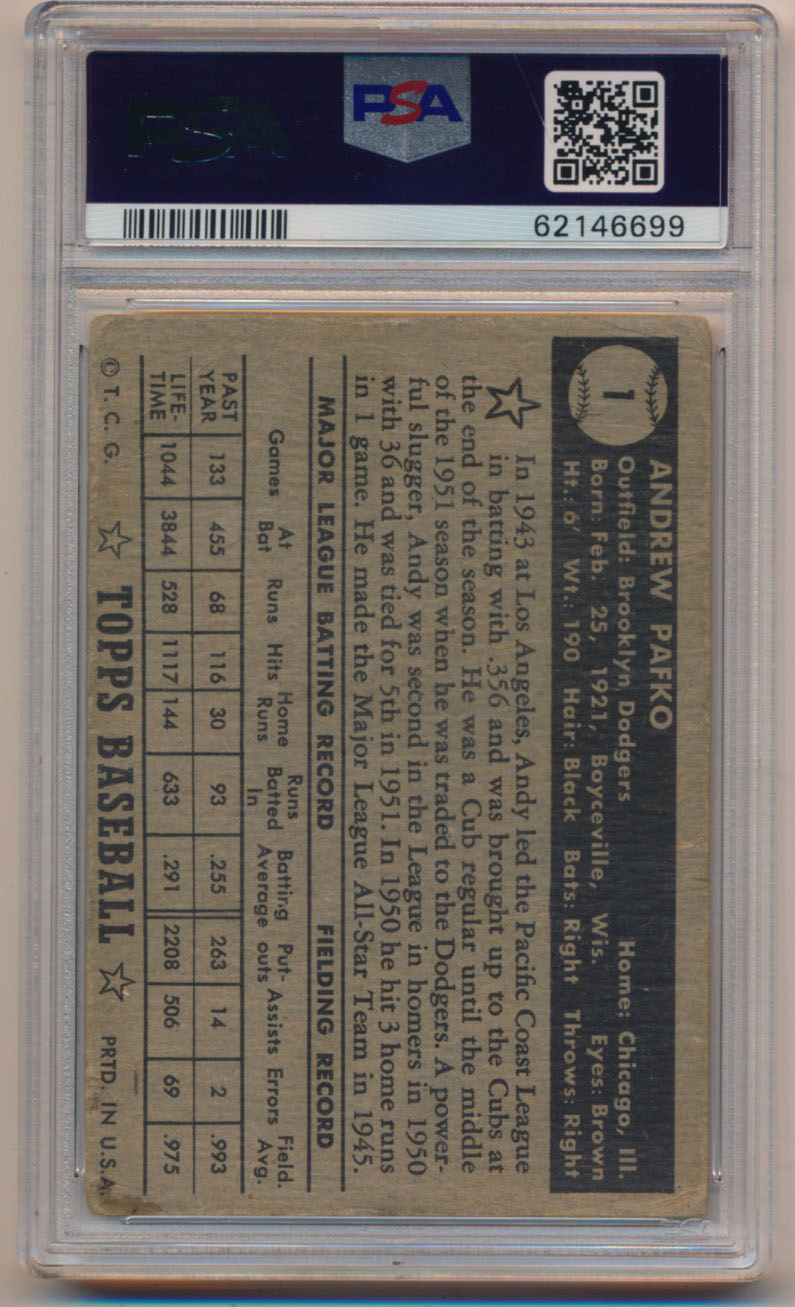 PSA
PSA
62146699
1
ANDREW PAFKO
Outfield: Brooklyn Dodgers Home: Chicago, Ill.
Born: Feb. 25, 1921, Boyceville, Wis. Eyes: Brown
Ht.: 6' Wt.: 190 Hair: Black Bats: Right Throws: Right
In 1943 at Los Angeles, Andy led the Pacific Coast League
in batting with .356 and was brought up to the Cubs at
the end of the season. He was a Cub regular until the middle
of the 1951 season when he was traded to the Dodgers. A power-
ful slugger, Andy was second in the League in homers in 1950
with 36 and was tied for 5th in 1951. In 1950 he hit 3 home runs
in 1 game. He made the Major League All-Star Team in 1945.
MAJOR LEAGUE BATTING RECORD FIELDING RECORD
Games At Bat Runs Hits Home Runs Runs Batted In Batting Average Put-outs Assists Errors Field. Avg.
PAST YEAR 133 455 68 116 30 93 .255 263 14 2 .993
LIFE-TIME 1044 3844 528 1117 144 633 .291 2208 506 69 .975
© T. C. G. TOPPS BASEBALL PRTD. IN U.S.A.